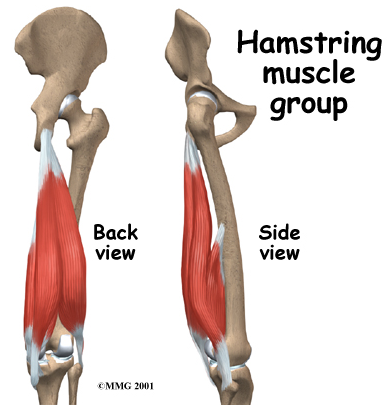 Hamstring
muscle
group
Back
view
Side
view
©MMG 2001